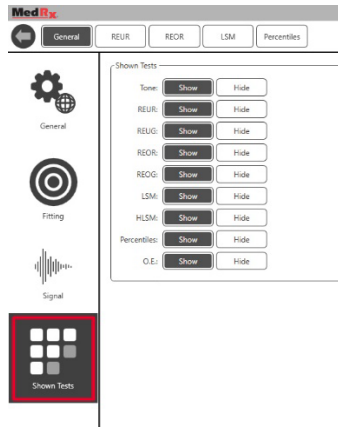 MedRx
General REUR REOR LSM Percentiles
Shown Tests
Tone: Show Hide
REUR: Show Hide
REUG: Show Hide
REOR: Show Hide
REOG: Show Hide
LSM: Show Hide
HLSM: Show Hide
Percentiles: Show Hide
O.E.: Show Hide
General
Fitting
Signal
Shown Tests